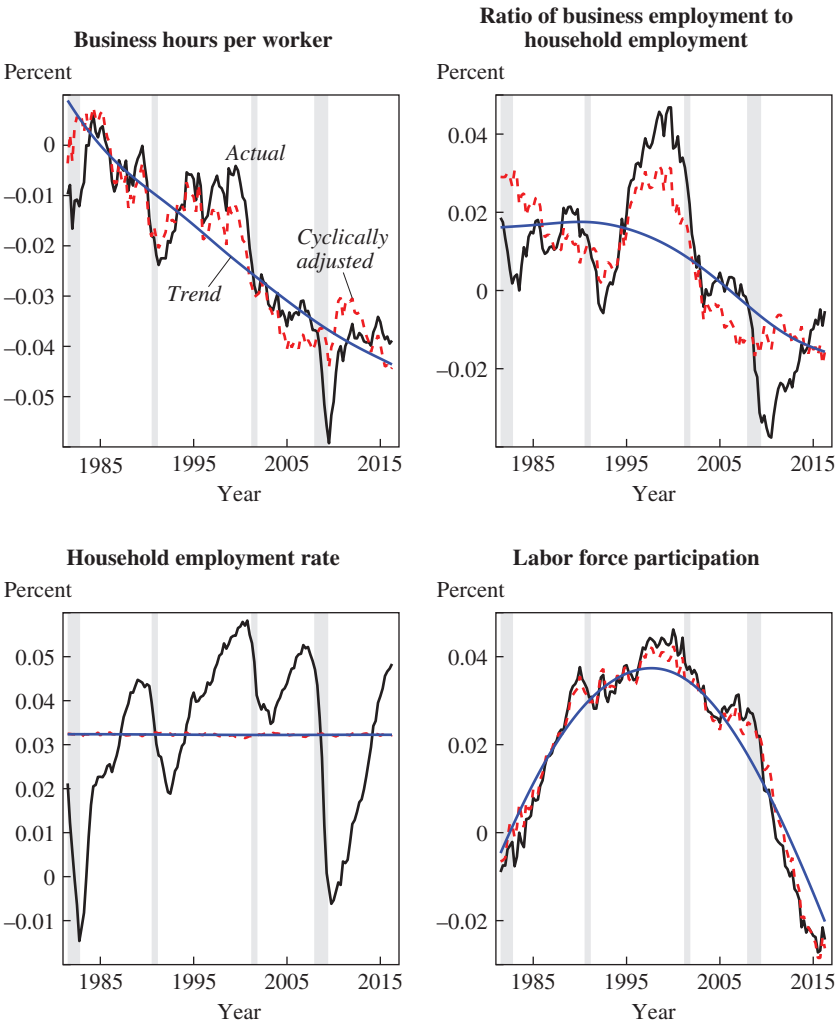 Business hours per worker
Percent
0
–0.01
–0.02
–0.03
–0.04
–0.05
Actual
Cyclically
adjusted
Trend
1985
1995
2005
2015
Year
Ratio of business employment to
household employment
Percent
0.04
0.02
0
–0.02
1985
1995
2005
2015
Year
Household employment rate
Percent
0.05
0.04
0.03
0.02
0.01
0
–0.01
1985
1995
2005
2015
Year
Labor force participation
Percent
0.04
0.02
0
–0.02
1985
1995
2005
2015
Year